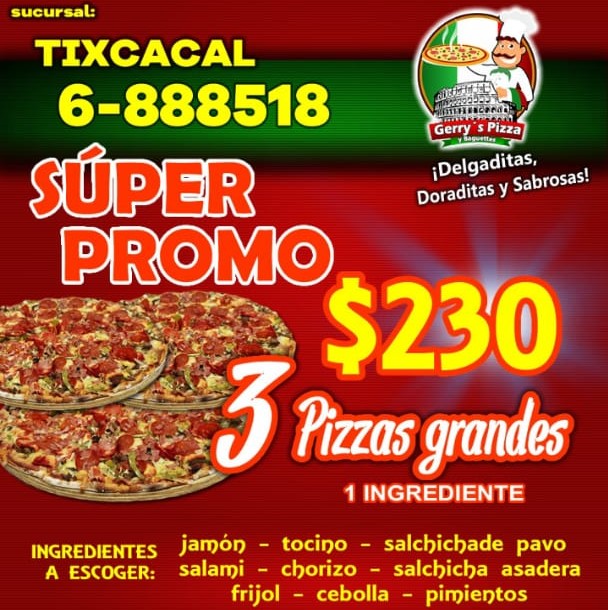 sucursal:
TIXCACAL
6-888518
Gerry´s Pizza
y Baguettes
¡Delgaditas,
Doraditas y Sabrosas!
SÚPER
PROMO
$230
3 Pizzas grandes
1 INGREDIENTE
INGREDIENTES
A ESCOGER:
jamón - tocino - salchichade pavo
salami - chorizo - salchicha asadera
frijol - cebolla - pimientos